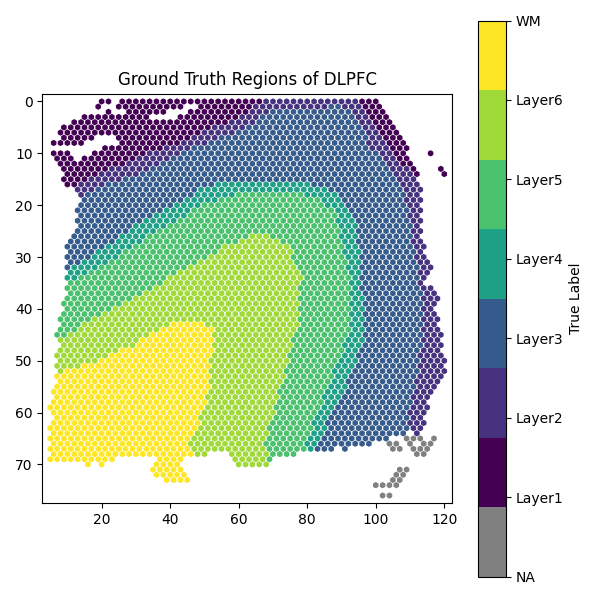 Ground Truth Regions of DLPFC
0
10
20
30
40
50
60
70
20 40 60 80 100 120
WM
Layer6
Layer5
Layer4
Layer3
Layer2
Layer1
NA
True Label